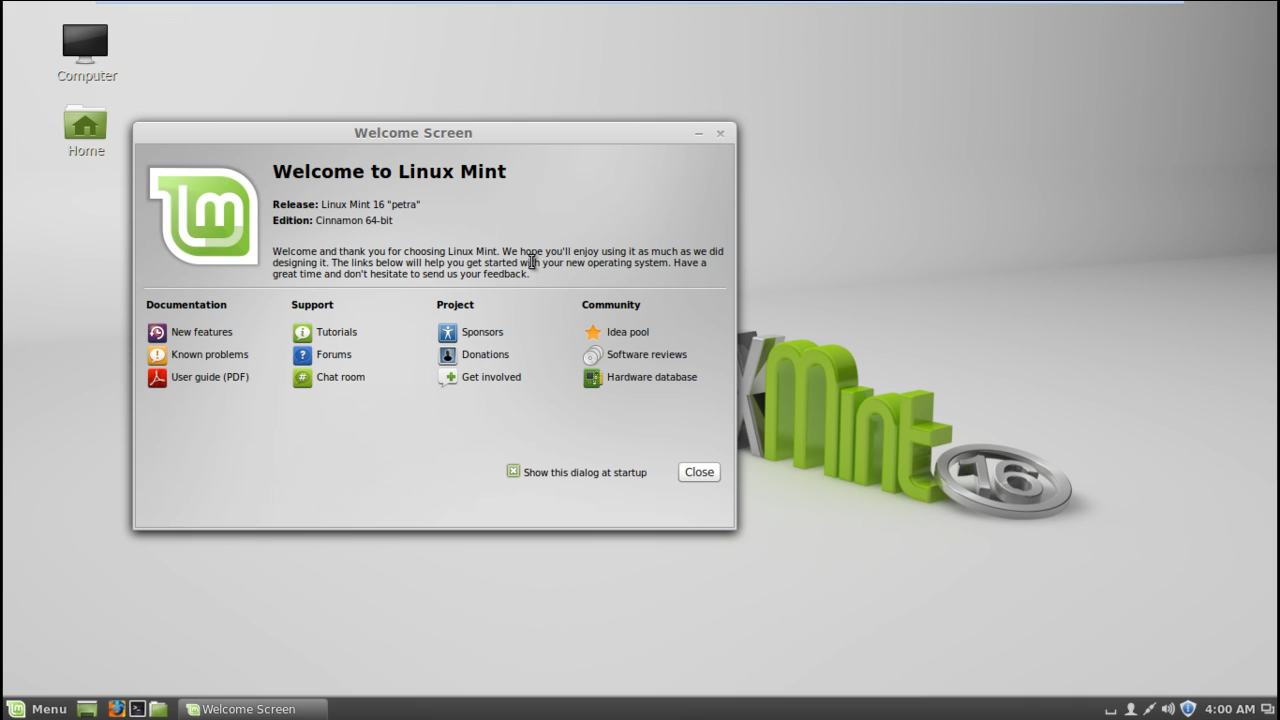 Computer
Home
Welcome Screen
Welcome to Linux Mint
Release: Linux Mint 16 "petra"
Edition: Cinnamon 64-bit
Welcome and thank you for choosing Linux Mint. We hope you'll enjoy using it as much as we did
designing it. The links below will help you get started with your new operating system. Have a
great time and don't hesitate to send us your feedback.
Documentation Support Project Community
New features Tutorials Sponsors Idea pool
Known problems Forums Donations Software reviews
User guide (PDF) Chat room Get involved Hardware database
Show this dialog at startup Close
Mint
16
Menu Welcome Screen 4:00 AM